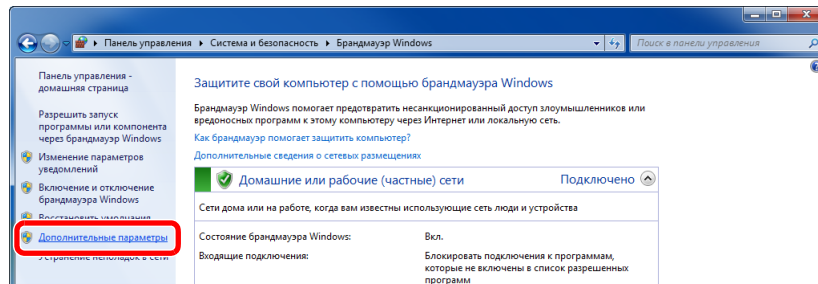 Панель управления ▸ Система и безопасность ▸ Брандмауэр Windows
Поиск в панели управления
Панель управления -
домашняя страница
Разрешить запуск
программы или компонента
через брандмауэр Windows
Изменение параметров
уведомлений
Включение и отключение
брандмауэра Windows
Восстановить умолчания
Дополнительные параметры
Устранение неполадок в сети
Защитите свой компьютер с помощью брандмауэра Windows
Брандмауэр Windows помогает предотвратить несанкционированный доступ злоумышленников или
вредоносных программ к этому компьютеру через Интернет или локальную сеть.
Как брандмауэр помогает защитить компьютер?
Дополнительные сведения о сетевых размещениях
Домашние или рабочие (частные) сети Подключено
Сети дома или на работе, когда вам известны использующие сеть люди и устройства
Состояние брандмауэра Windows: Вкл.
Входящие подключения: Блокировать подключения к программам,
которые не включены в список разрешенных
программ